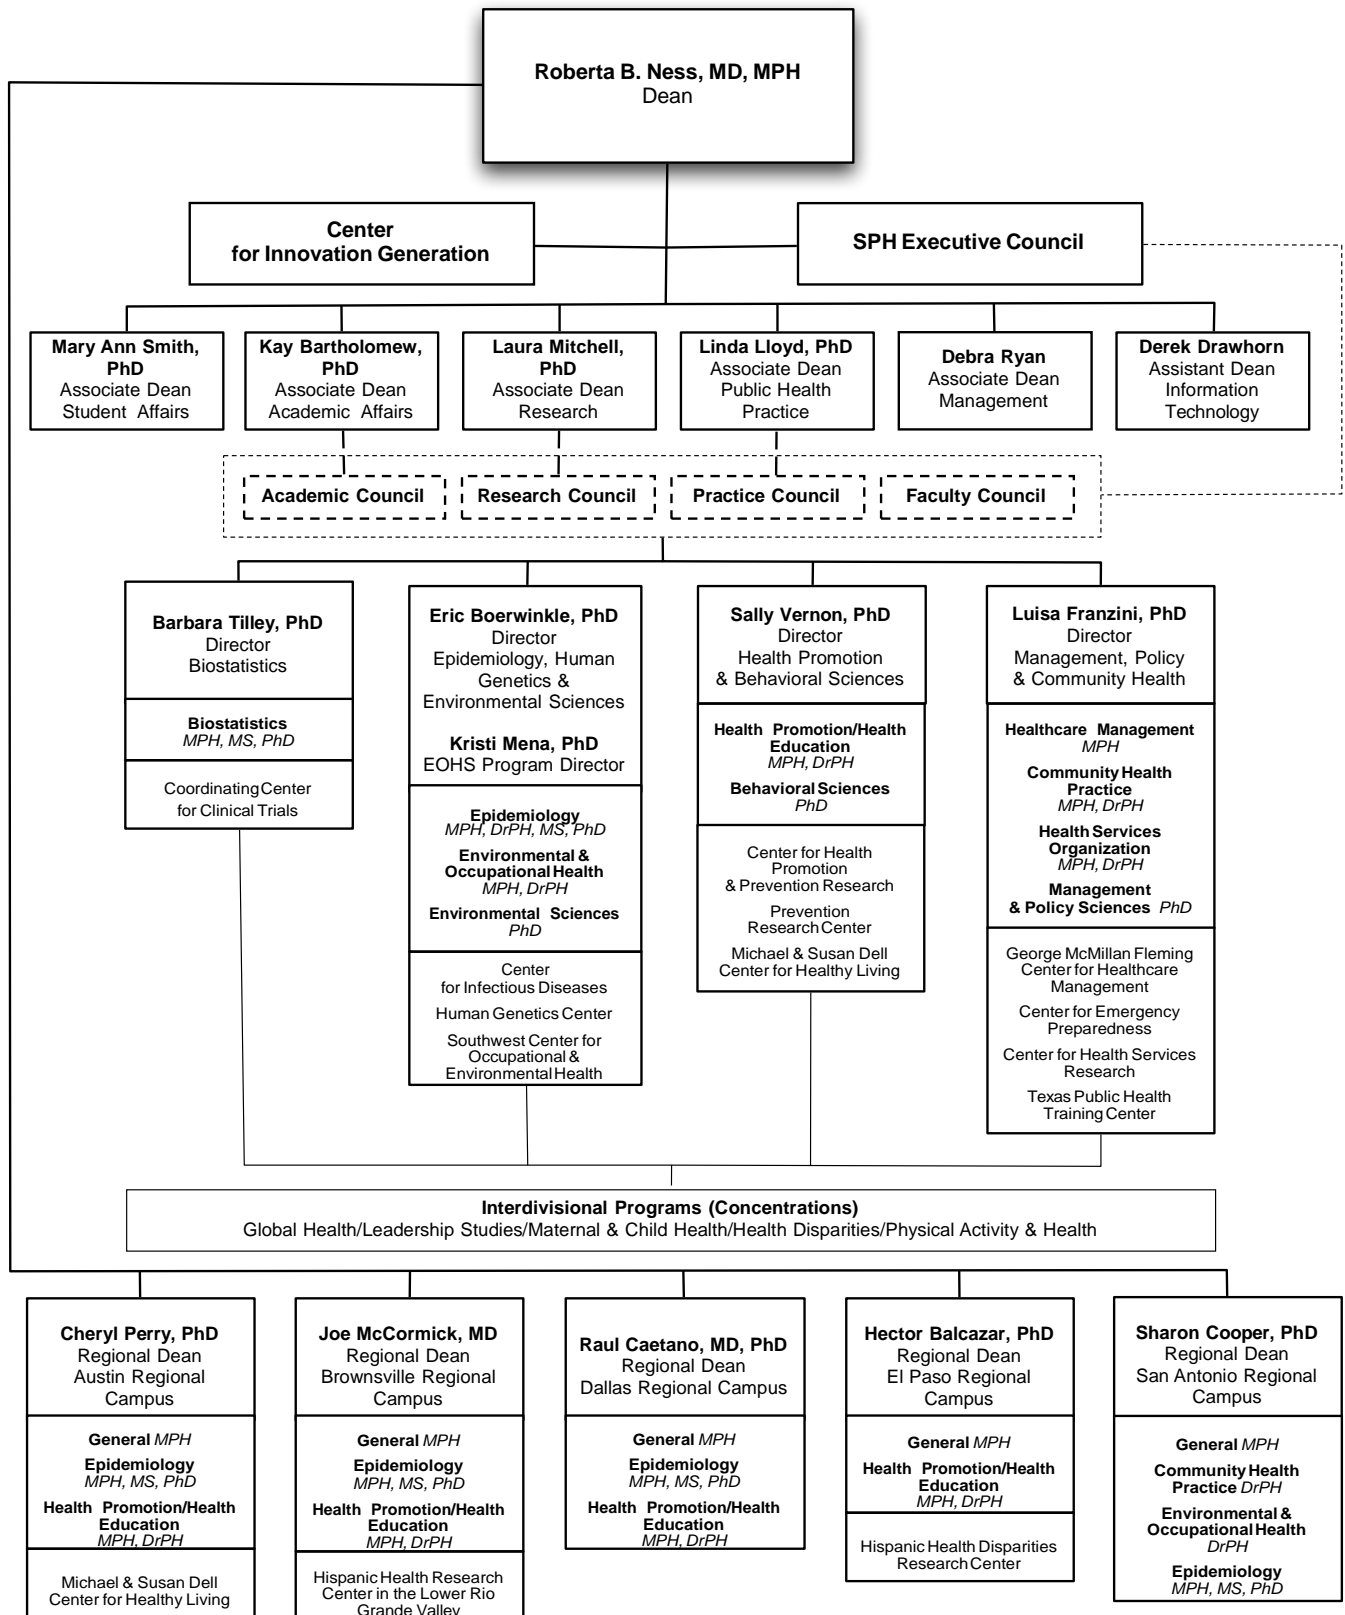 Roberta B. Ness, MD, MPH
Dean
Center
for Innovation Generation
SPH Executive Council
Mary Ann Smith,
PhD
Associate Dean
Student Affairs
Kay Bartholomew,
PhD
Associate Dean
Academic Affairs
Laura Mitchell,
PhD
Associate Dean
Research
Linda Lloyd, PhD
Associate Dean
Public Health
Practice
Debra Ryan
Associate Dean
Management
Derek Drawhorn
Assistant Dean
Information
Technology
Academic Council
Research Council
Practice Council
Faculty Council
Barbara Tilley, PhD
Director
Biostatistics
Biostatistics
MPH, MS, PhD
Coordinating Center
for Clinical Trials
Eric Boerwinkle, PhD
Director
Epidemiology, Human
Genetics &
Environmental Sciences
Kristi Mena, PhD
EOHS Program Director
Epidemiology
MPH, DrPH, MS, PhD
Environmental &
Occupational Health
MPH, DrPH
Environmental Sciences
PhD
Center
for Infectious Diseases
Human Genetics Center
Southwest Center for
Occupational &
Environmental Health
Sally Vernon, PhD
Director
Health Promotion
& Behavioral Sciences
Health Promotion/Health
Education
MPH, DrPH
Behavioral Sciences
PhD
Center for Health
Promotion
& Prevention Research
Prevention
Research Center
Michael & Susan Dell
Center for Healthy Living
Luisa Franzini, PhD
Director
Management, Policy
& Community Health
Healthcare Management
MPH
Community Health
Practice
MPH, DrPH
Health Services
Organization
MPH, DrPH
Management
& Policy Sciences PhD
George McMillan Fleming
Center for Healthcare
Management
Center for Emergency
Preparedness
Center for Health Services
Research
Texas Public Health
Training Center
Interdivisional Programs (Concentrations)
Global Health/Leadership Studies/Maternal & Child Health/Health Disparities/Physical Activity & Health
Cheryl Perry, PhD
Regional Dean
Austin Regional
Campus
General MPH
Epidemiology
MPH, MS, PhD
Health Promotion/Health
Education
MPH, DrPH
Michael & Susan Dell
Center for Healthy Living
Joe McCormick, MD
Regional Dean
Brownsville Regional
Campus
General MPH
Epidemiology
MPH, MS, PhD
Health Promotion/Health
Education
MPH, DrPH
Hispanic Health Research
Center in the Lower Rio
Grande Valley
Raul Caetano, MD, PhD
Regional Dean
Dallas Regional Campus
General MPH
Epidemiology
MPH, MS, PhD
Health Promotion/Health
Education
MPH, DrPH
Hector Balcazar, PhD
Regional Dean
El Paso Regional
Campus
General MPH
Health Promotion/Health
Education
MPH, DrPH
Hispanic Health Disparities
Research Center
Sharon Cooper, PhD
Regional Dean
San Antonio Regional
Campus
General MPH
Community Health
Practice DrPH
Environmental &
Occupational Health
DrPH
Epidemiology
MPH, MS, PhD